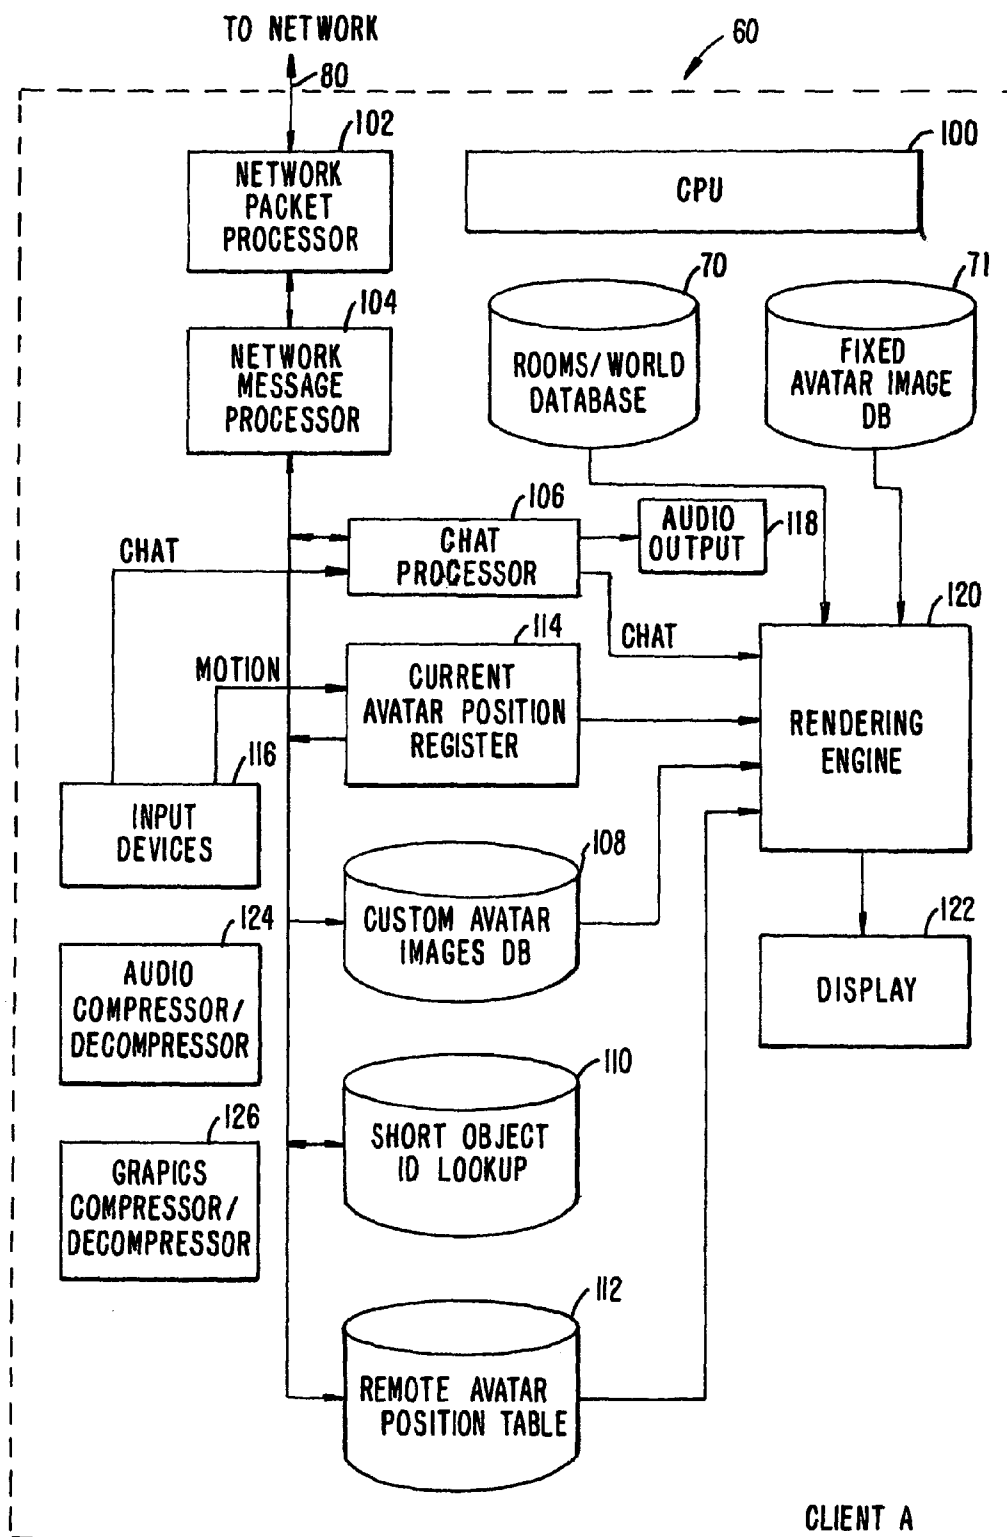 TO NETWORK
60
80
102
NETWORK
PACKET
PROCESSOR
100
CPU
104
NETWORK
MESSAGE
PROCESSOR
70
ROOMS/WORLD
DATABASE
71
FIXED
AVATAR IMAGE
DB
106
CHAT
PROCESSOR
AUDIO
OUTPUT
118
CHAT
CHAT
114
MOTION
CURRENT
AVATAR POSITION
REGISTER
120
RENDERING
ENGINE
116
INPUT
DEVICES
108
CUSTOM AVATAR
IMAGES DB
122
DISPLAY
124
AUDIO
COMPRESSOR/
DECOMPRESSOR
110
SHORT OBJECT
ID LOOKUP
126
GRAPICS
COMPRESSOR/
DECOMPRESSOR
112
REMOTE AVATAR
POSITION TABLE
CLIENT A